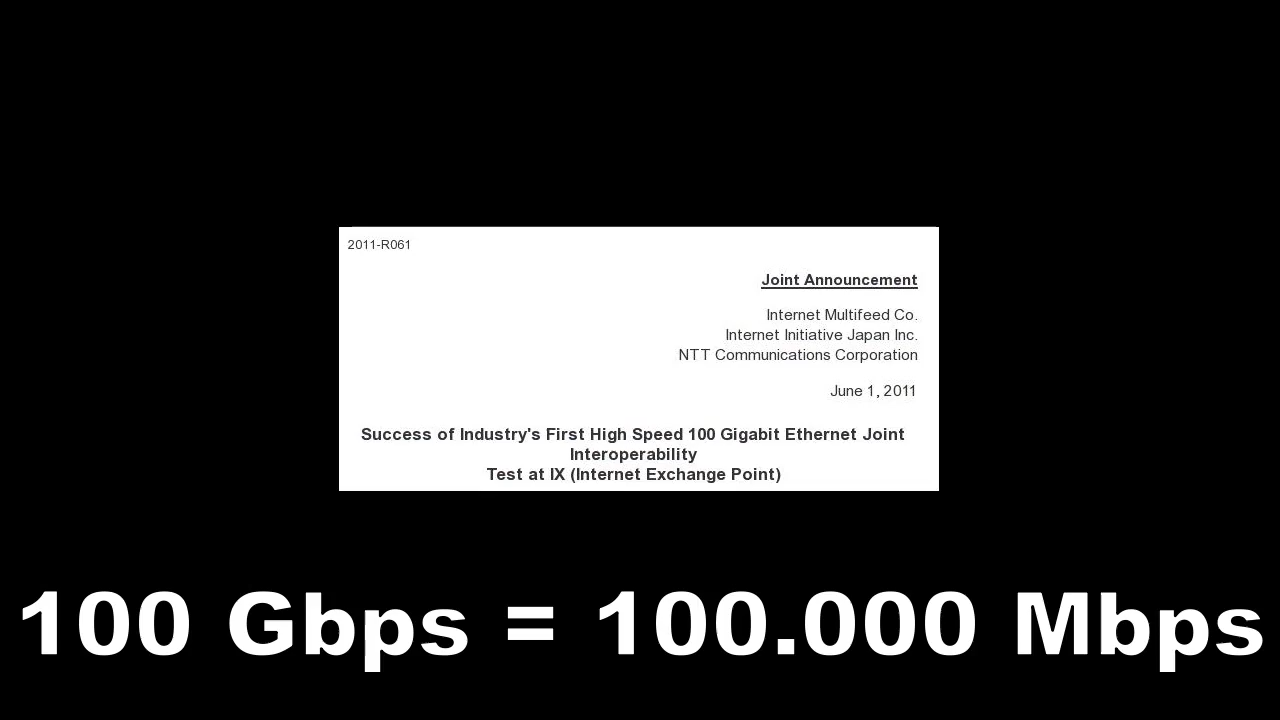 2011-R061
Joint Announcement
Internet Multifeed Co.
Internet Initiative Japan Inc.
NTT Communications Corporation
June 1, 2011
Success of Industry's First High Speed 100 Gigabit Ethernet Joint
Interoperability
Test at IX (Internet Exchange Point)
100 Gbps = 100.000 Mbps